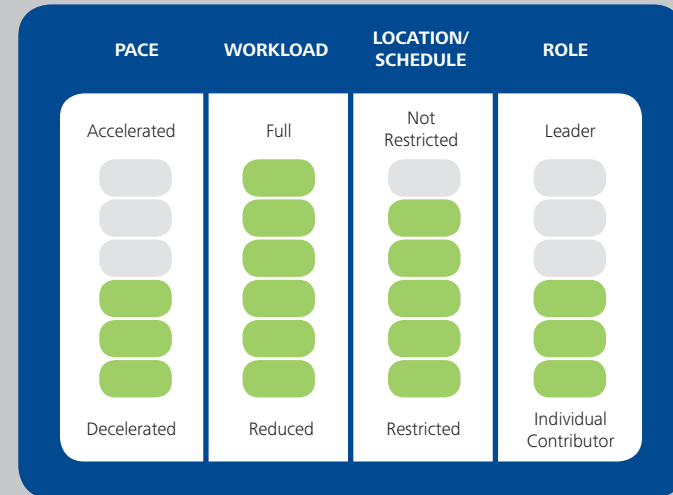 PACE
WORKLOAD
LOCATION/
SCHEDULE
ROLE
Accelerated
Full
Not
Restricted
Leader
Decelerated
Reduced
Restricted
Individual
Contributor